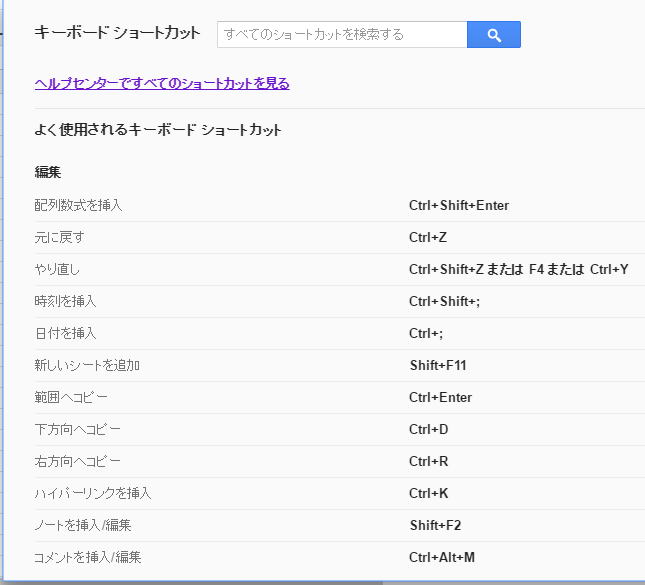 キーボード ショートカット
すべてのショートカットを検索する
ヘルプセンターですべてのショートカットを見る
よく使用されるキーボード ショートカット
編集
配列数式を挿入 Ctrl+Shift+Enter
元に戻す Ctrl+Z
やり直し Ctrl+Shift+Z または F4 または Ctrl+Y
時刻を挿入 Ctrl+Shift+;
日付を挿入 Ctrl+;
新しいシートを追加 Shift+F11
範囲へコピー Ctrl+Enter
下方向へコピー Ctrl+D
右方向へコピー Ctrl+R
ハイパーリンクを挿入 Ctrl+K
ノートを挿入/編集 Shift+F2
コメントを挿入/編集 Ctrl+Alt+M